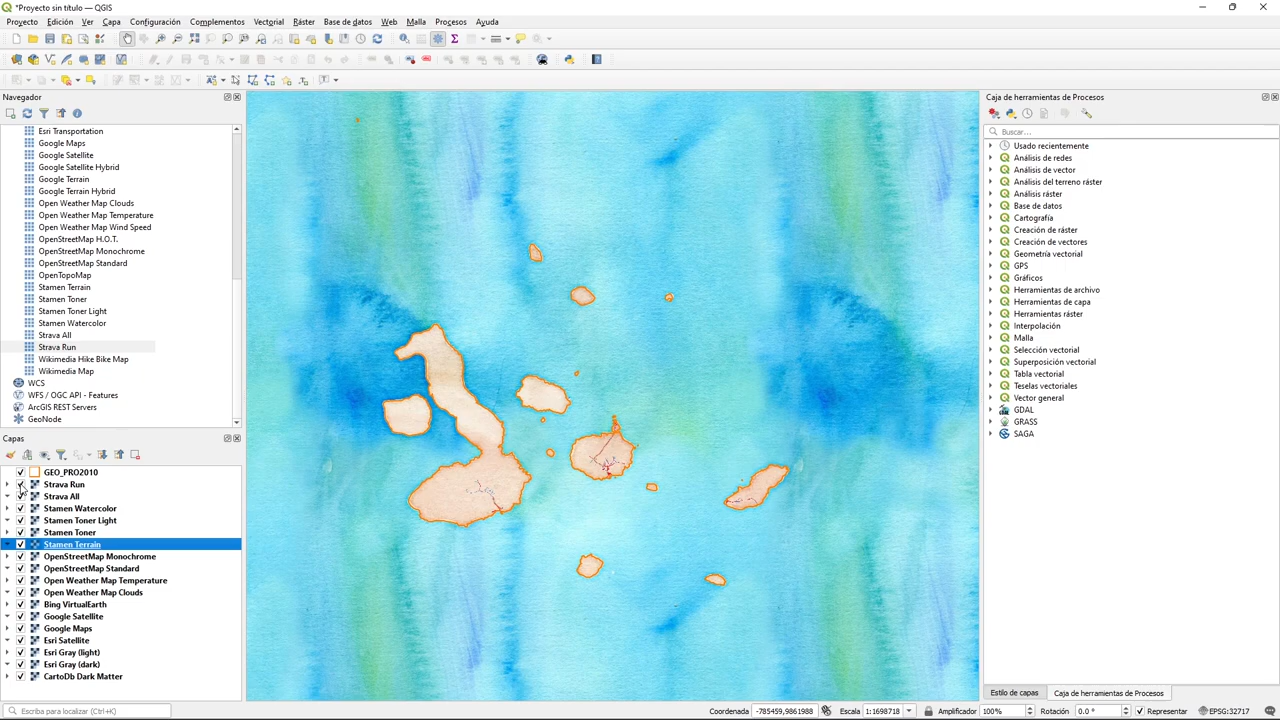 *Proyecto sin título — QGIS
Proyecto Edición Ver Capa Configuración Complementos Vectorial Ráster Base de datos Web Malla Procesos Ayuda
Navegador
Esri Transportation
Google Maps
Google Satellite
Google Satellite Hybrid
Google Terrain
Google Terrain Hybrid
Open Weather Map Clouds
Open Weather Map Temperature
Open Weather Map Wind Speed
OpenStreetMap H.O.T.
OpenStreetMap Monochrome
OpenStreetMap Standard
OpenTopoMap
Stamen Terrain
Stamen Toner
Stamen Toner Light
Stamen Watercolor
Strava All
Strava Run
Wikimedia Hike Bike Map
Wikimedia Map
WCS
WFS / OGC API - Features
ArcGIS REST Servers
GeoNode
Capas
GEO_PRO2010
Strava Run
Strava All
Stamen Watercolor
Stamen Toner Light
Stamen Toner
Stamen Terrain
OpenStreetMap Monochrome
OpenStreetMap Standard
Open Weather Map Temperature
Open Weather Map Clouds
Bing VirtualEarth
Google Satellite
Google Maps
Esri Satellite
Esri Gray (light)
Esri Gray (dark)
CartoDb Dark Matter
Caja de herramientas de Procesos
Buscar…
Usado recientemente
Análisis de redes
Análisis de vector
Análisis del terreno ráster
Análisis ráster
Base de datos
Cartografía
Creación de ráster
Creación de vectores
Geometría vectorial
GPS
Gráficos
Herramientas de archivo
Herramientas de capa
Herramientas ráster
Interpolación
Malla
Selección vectorial
Superposición vectorial
Tabla vectorial
Teselas vectoriales
Vector general
GDAL
GRASS
SAGA
Estilo de capas Caja de herramientas de Procesos
Escriba para localizar (Ctrl+K) Coordenada -785459,9861988 Escala 1:1698718 Amplificador 100% Rotación 0.0 ° Representar EPSG:32717